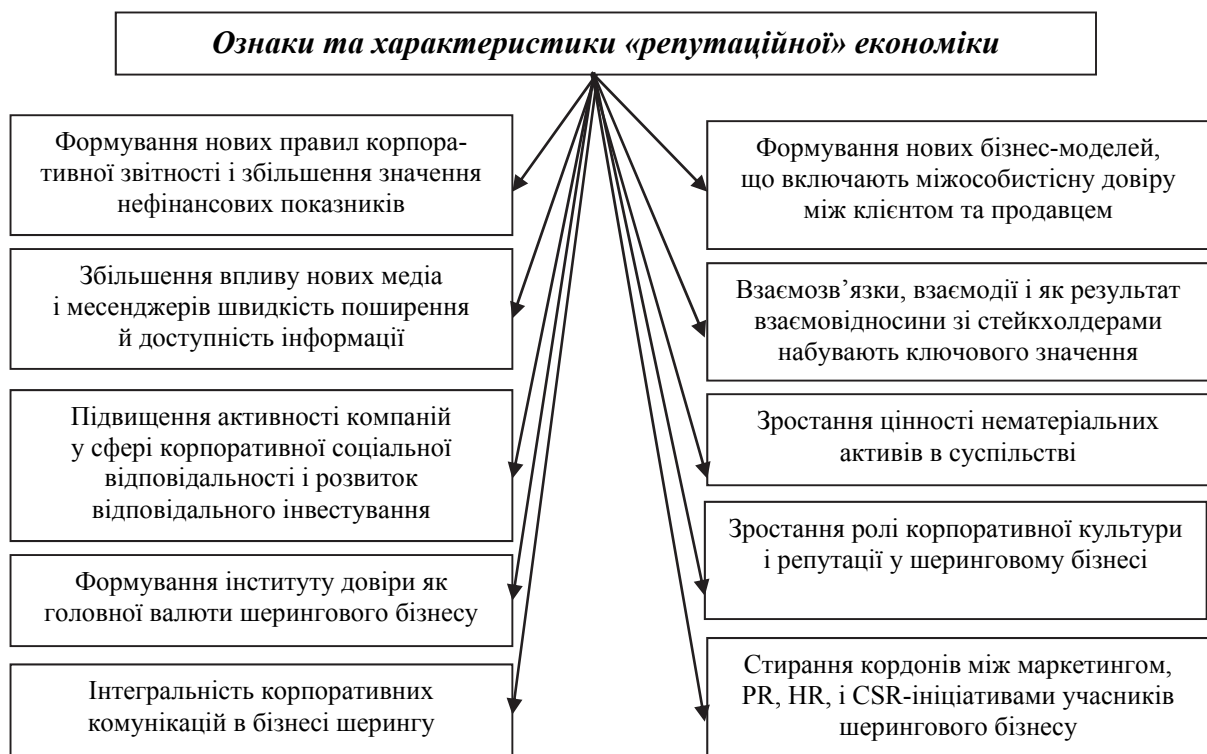 Ознаки та характеристики «репутаційної» економіки
Формування нових правил корпора-
тивної звітності і збільшення значення
нефінансових показників
Збільшення впливу нових медіа
і месенджерів швидкість поширення
й доступність інформації
Підвищення активності компаній
у сфері корпоративної соціальної
відповідальності і розвиток
відповідального інвестування
Формування інституту довіри як
головної валюти шерингового бізнесу
Інтегральність корпоративних
комунікацій в бізнесі шерингу
Формування нових бізнес-моделей,
що включають міжособистісну довіру
між клієнтом та продавцем
Взаємозв’язки, взаємодії і як результат
взаємовідносини зі стейкхолдерами
набувають ключового значення
Зростання цінності нематеріальних
активів в суспільстві
Зростання ролі корпоративної культури
і репутації у шеринговому бізнесі
Стирання кордонів між маркетингом,
PR, HR, і CSR-ініціативами учасників
шерингового бізнесу